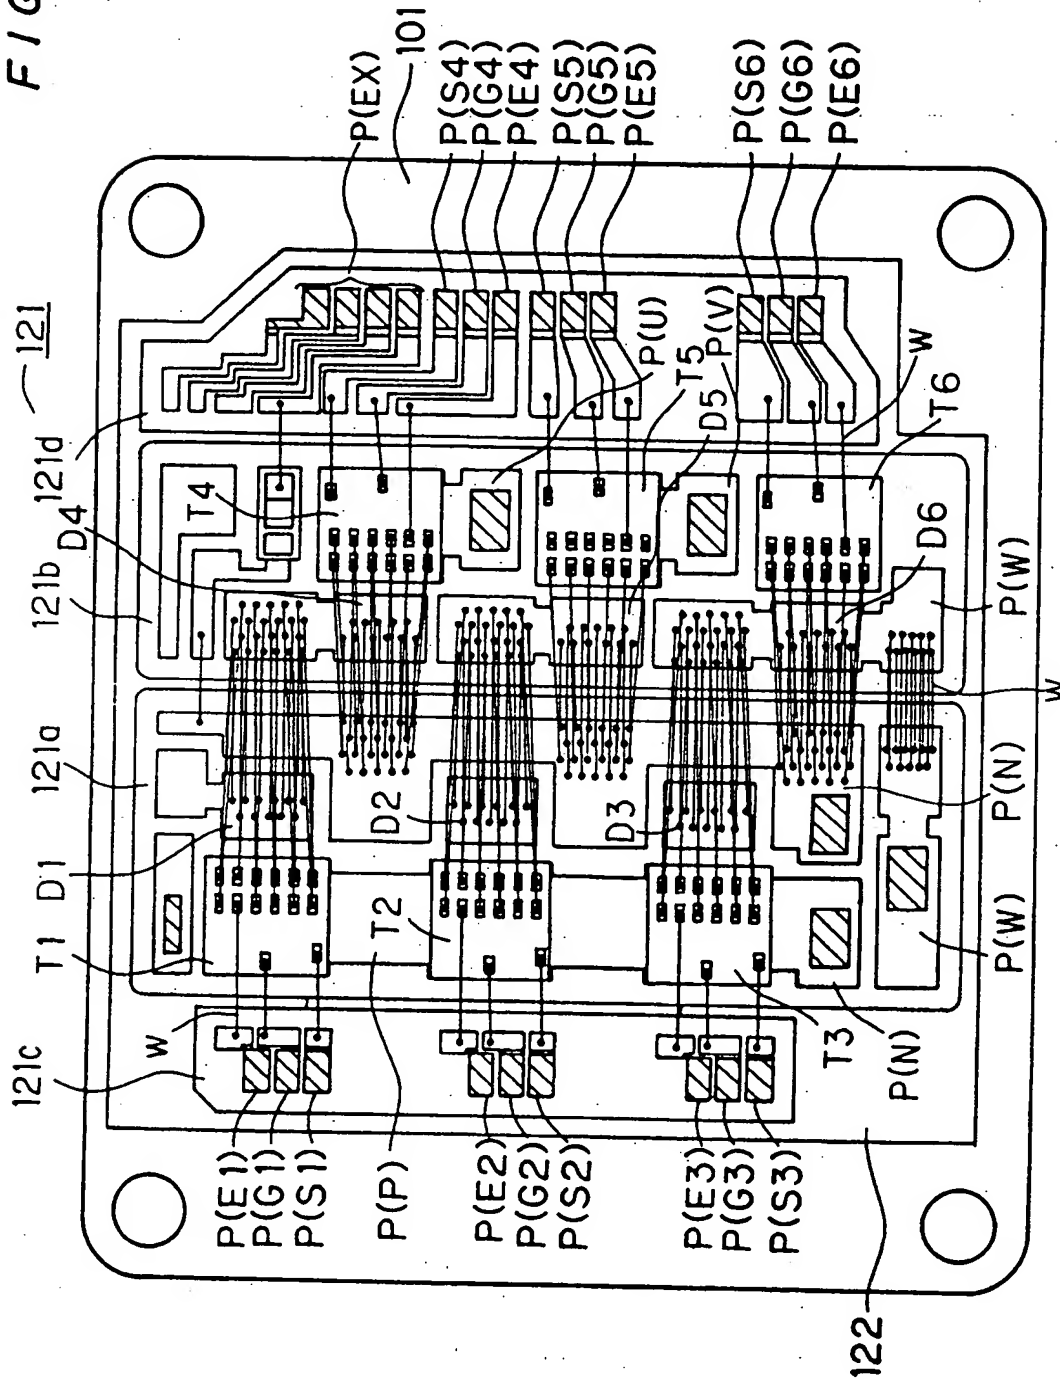 FIG
121
101
P(EX)
P(S4)
P(G4)
P(E4)
P(S5)
P(G5)
P(E5)
P(S6)
P(G6)
P(E6)
121d
121b
D4
T4
P(U)
T5
P(V)
D5
W
T6
D6
P(W)
W
121a
D1
T1
D2
T2
D3
P(N)
P(W)
T3
P(N)
121c
W
P(E1)
P(G1)
P(S1)
P(P)
P(E2)
P(G2)
P(S2)
P(E3)
P(G3)
P(S3)
122